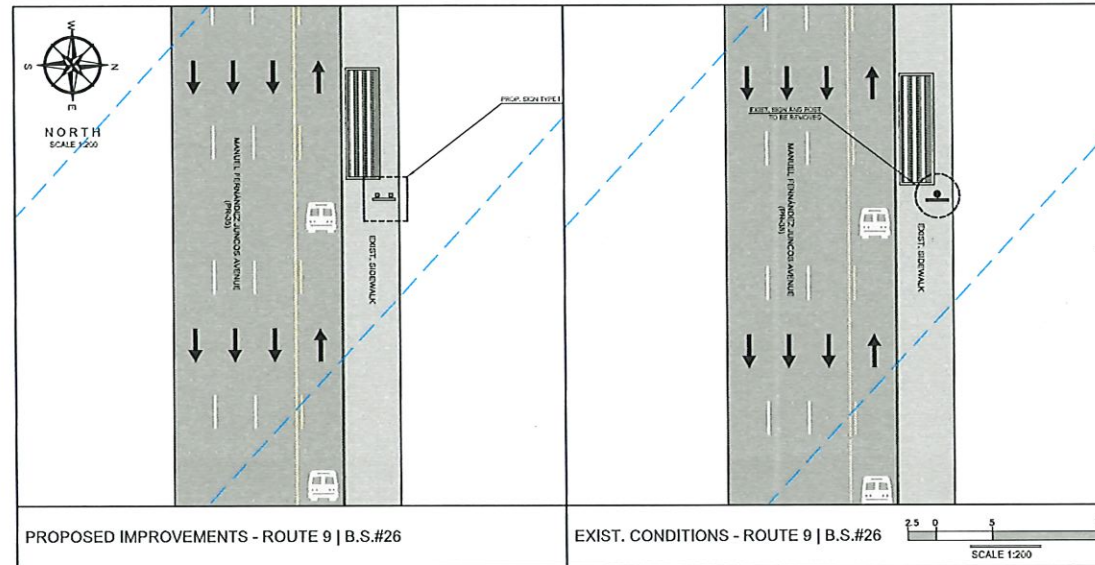 W
S
N
E
NORTH
SCALE 1:200
PROP. SIGN TYPE I
MANUEL FERNÁNDEZ JUNCOS AVENUE
(PR-35)
EXIST. SIDEWALK
PROPOSED IMPROVEMENTS - ROUTE 9 | B.S.#26
EXIST. SIGN AND POST
TO BE REMOVED
MANUEL FERNÁNDEZ JUNCOS AVENUE
(PR-35)
EXIST. SIDEWALK
EXIST. CONDITIONS - ROUTE 9 | B.S.#26
2.5 0 5
SCALE 1:200